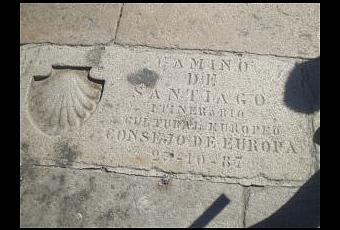 CAMINO
DE
SANTIAGO
ITINERARIO
CULTURAL EUROPEO
CONSEJO DE EUROPA
23-10-87